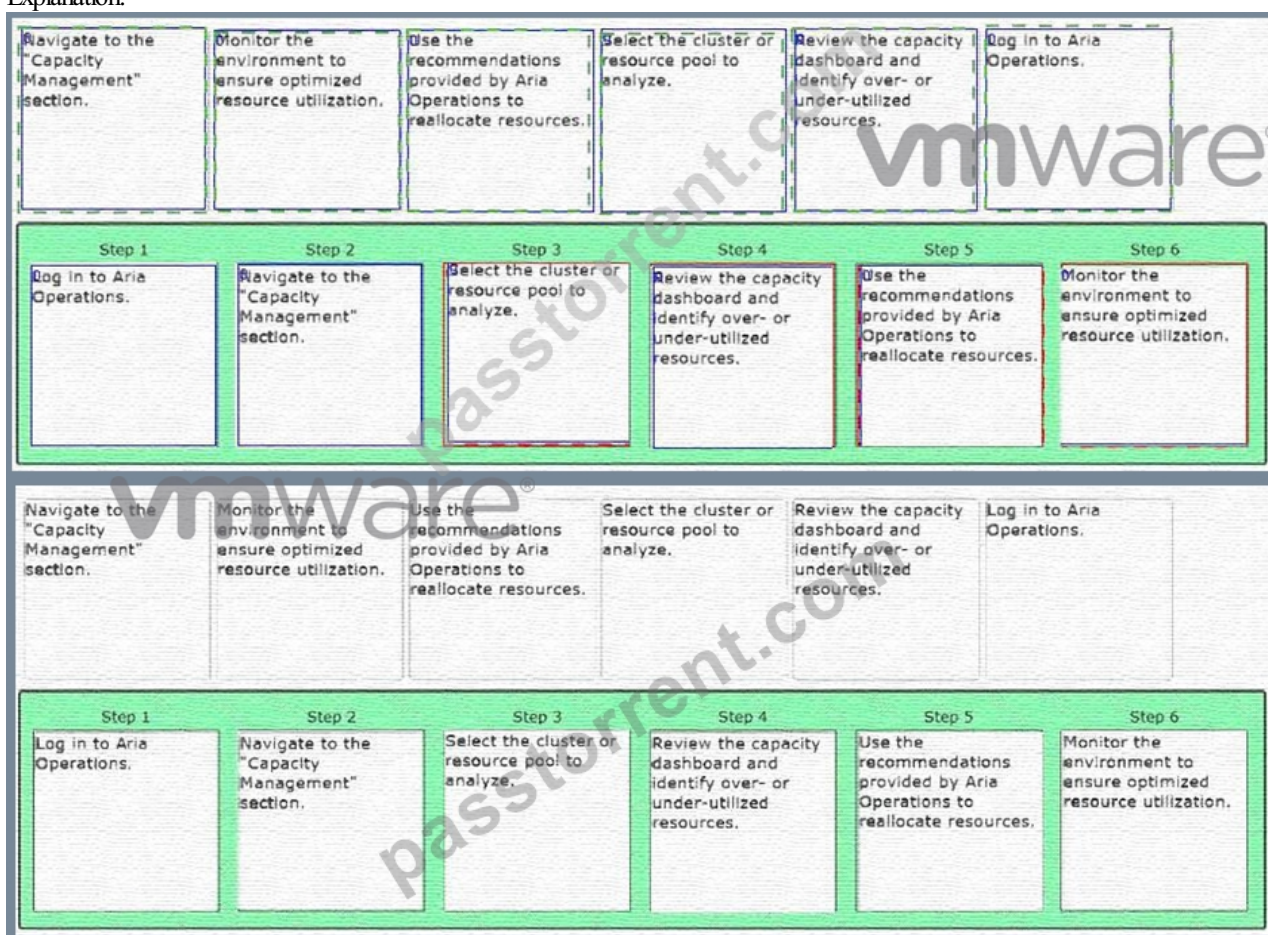 Explanation:
Navigate to the
"Capacity
Management"
section.
Monitor the
environment to
ensure optimized
resource utilization.
Use the
recommendations
provided by Aria
Operations to
reallocate resources.
Select the cluster or
resource pool to
analyze.
Review the capacity
dashboard and
identify over- or
under-utilized
resources.
Log in to Aria
Operations.
vmware®
Step 1
Log in to Aria
Operations.
Step 2
Navigate to the
"Capacity
Management"
section.
Step 3
Select the cluster or
resource pool to
analyze.
Step 4
Review the capacity
dashboard and
identify over- or
under-utilized
resources.
Step 5
Use the
recommendations
provided by Aria
Operations to
reallocate resources.
Step 6
Monitor the
environment to
ensure optimized
resource utilization.
passtorrent.com
vmware®
Navigate to the
"Capacity
Management"
section.
Monitor the
environment to
ensure optimized
resource utilization.
Use the
recommendations
provided by Aria
Operations to
reallocate resources.
Select the cluster or
resource pool to
analyze.
Review the capacity
dashboard and
identify over- or
under-utilized
resources.
Log in to Aria
Operations.
Step 1
Log in to Aria
Operations.
Step 2
Navigate to the
"Capacity
Management"
section.
Step 3
Select the cluster or
resource pool to
analyze.
Step 4
Review the capacity
dashboard and
identify over- or
under-utilized
resources.
Step 5
Use the
recommendations
provided by Aria
Operations to
reallocate resources.
Step 6
Monitor the
environment to
ensure optimized
resource utilization.
passtorrent.com